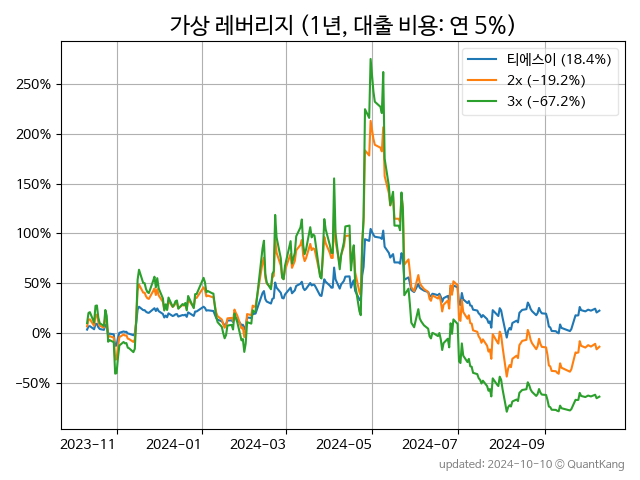 가상 레버리지 (1년, 대출 비용: 연 5%)
티에스이 (18.4%)
2x (−19.2%)
3x (−67.2%)
250%
200%
150%
100%
50%
0%
−50%
2023-11
2024-01
2024-03
2024-05
2024-07
2024-09
updated: 2024-10-10 © QuantKang